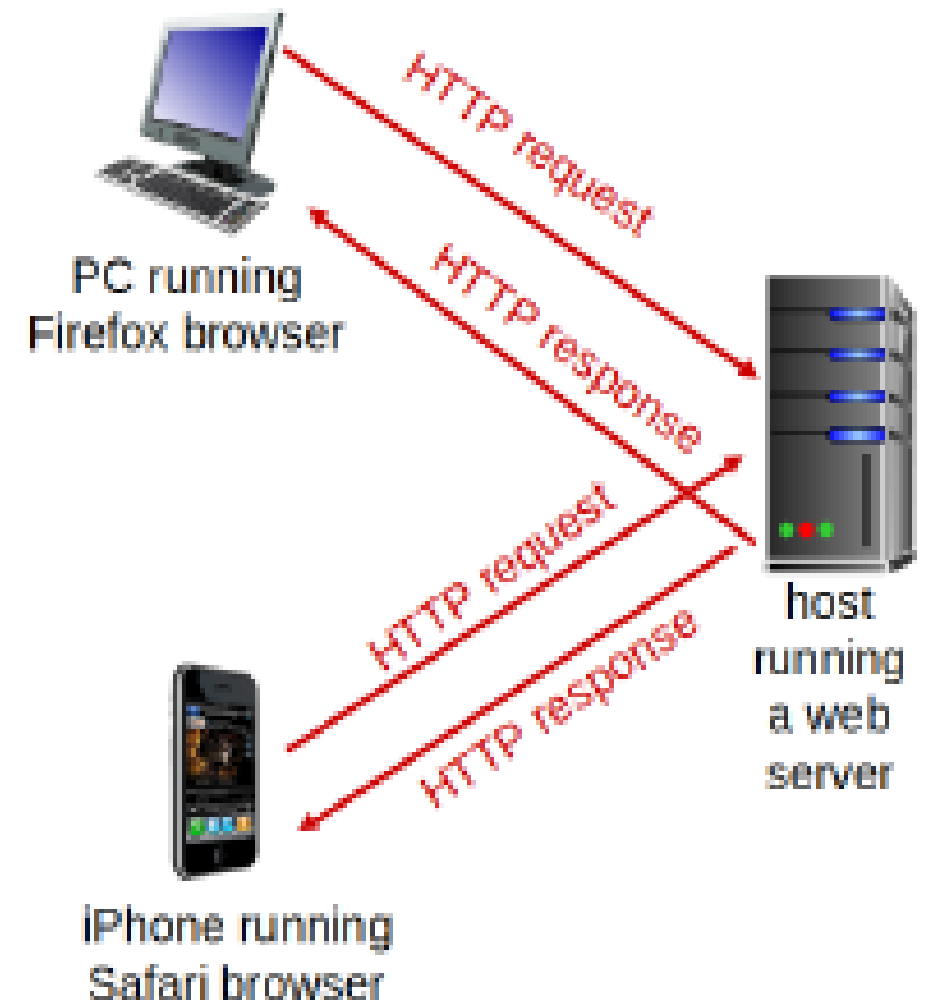 HTTP request
HTTP response
PC running
Firefox browser
HTTP request
HTTP response
host
running
a web
server
iPhone running
Safari browser